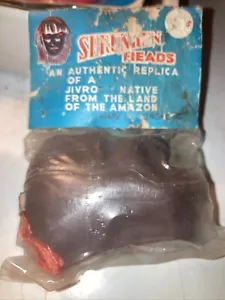 SHRUNKEN
HEADS
AN AUTHENTIC REPLICA
OF A
JIVRO NATIVE
FROM THE LAND
OF THE AMAZON